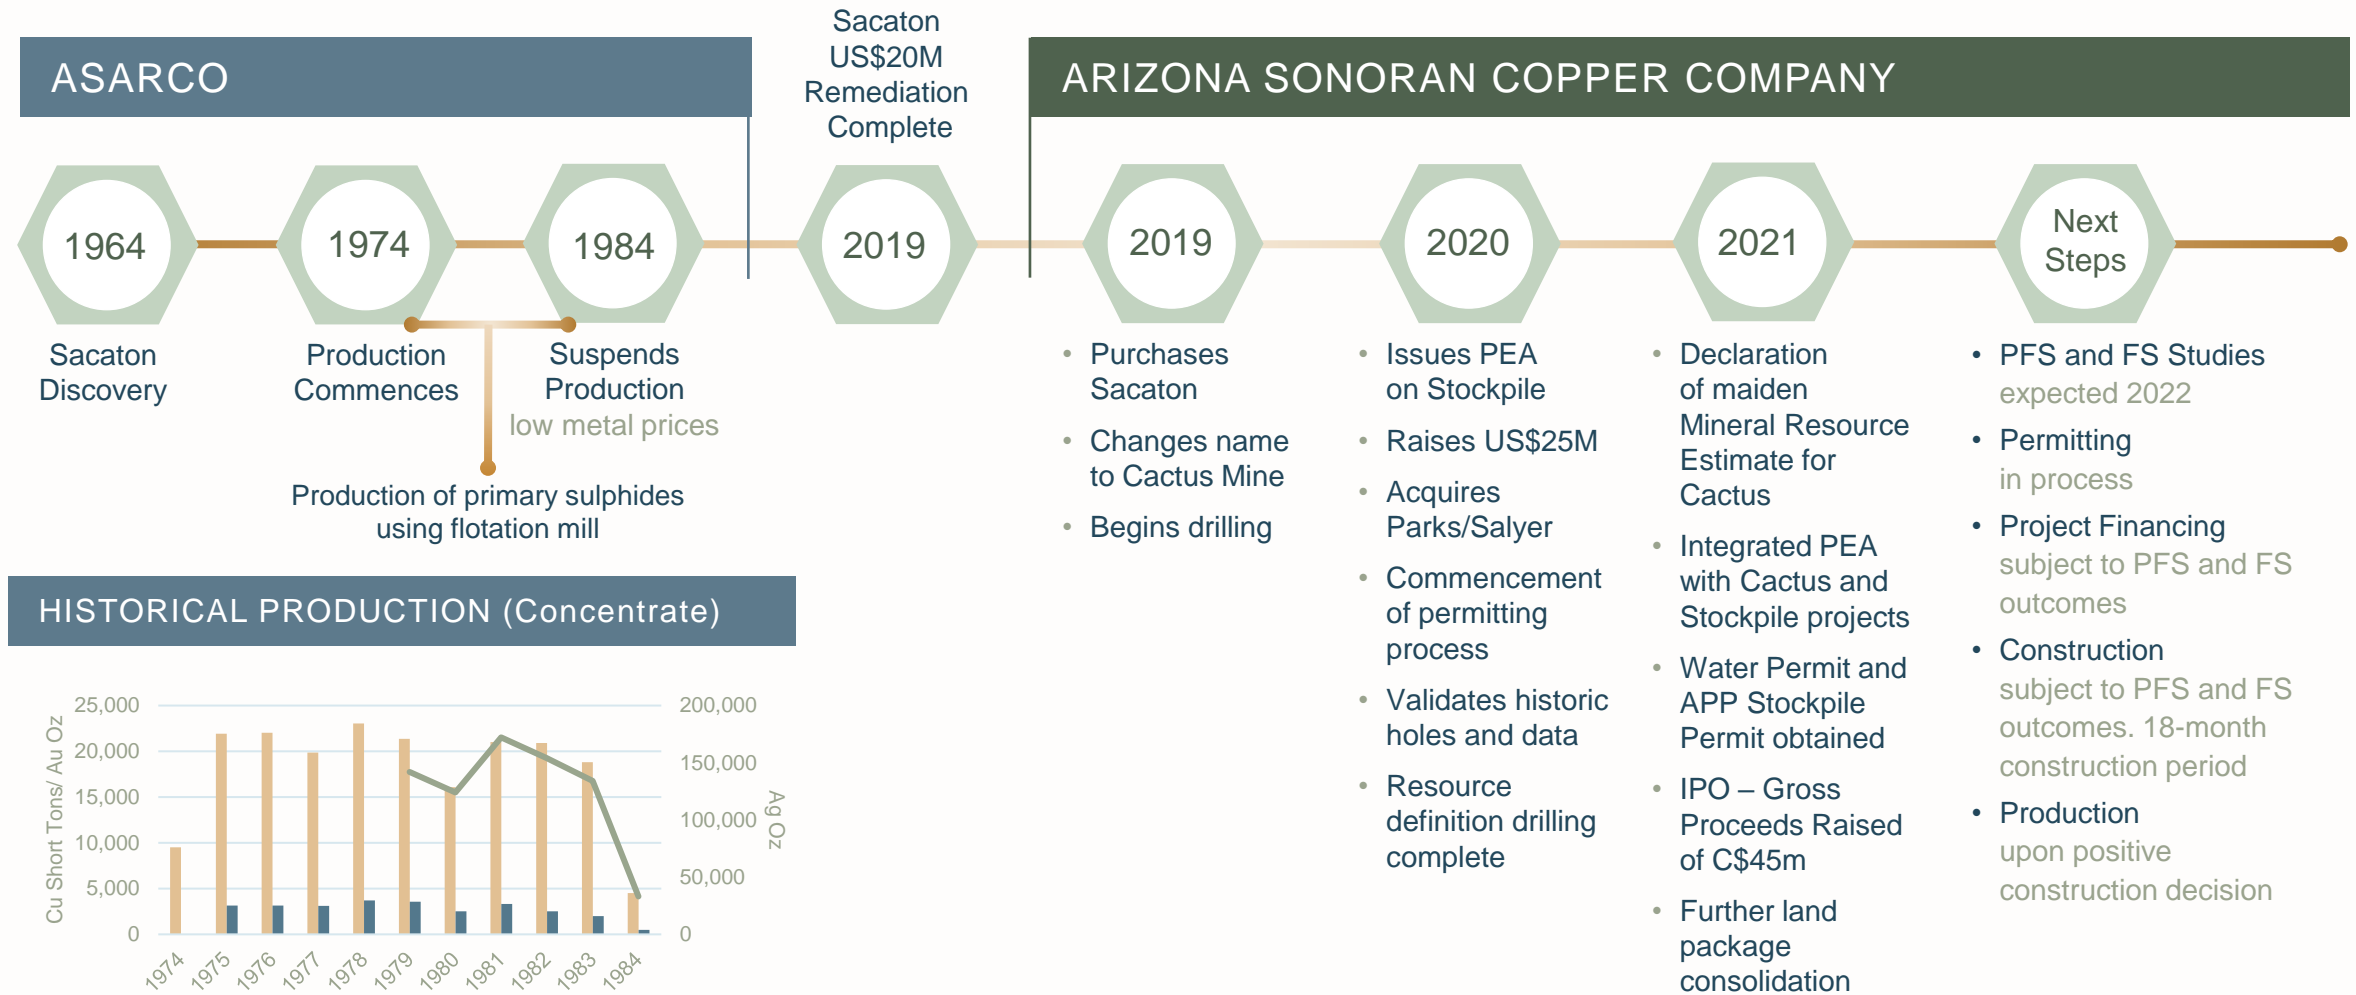 Sacaton
US$20M
Remediation
Complete
ASARCO
ARIZONA SONORAN COPPER COMPANY
1964
1974
1984
2019
2019
2020
2021
Next
Steps
Sacaton
Discovery
Production
Commences
Suspends
Production
low metal prices
Production of primary sulphides
using flotation mill
• Purchases
Sacaton
• Changes name
to Cactus Mine
• Begins drilling
• Issues PEA
on Stockpile
• Raises US$25M
• Acquires
Parks/Salyer
• Commencement
of permitting
process
• Validates historic
holes and data
• Resource
definition drilling
complete
• Declaration
of maiden
Mineral Resource
Estimate for
Cactus
• Integrated PEA
with Cactus and
Stockpile projects
• Water Permit and
APP Stockpile
Permit obtained
• IPO – Gross
Proceeds Raised
of C$45m
• Further land
package
consolidation
• PFS and FS Studies
expected 2022
• Permitting
in process
• Project Financing
subject to PFS and FS
outcomes
• Construction
subject to PFS and FS
outcomes. 18-month
construction period
• Production
upon positive
construction decision
HISTORICAL PRODUCTION (Concentrate)
Cu Short Tons/ Au Oz
25,000
20,000
15,000
10,000
5,000
0
200,000
150,000
100,000
50,000
0
Ag Oz
1974
1975
1976
1977
1978
1979
1980
1981
1982
1983
1984